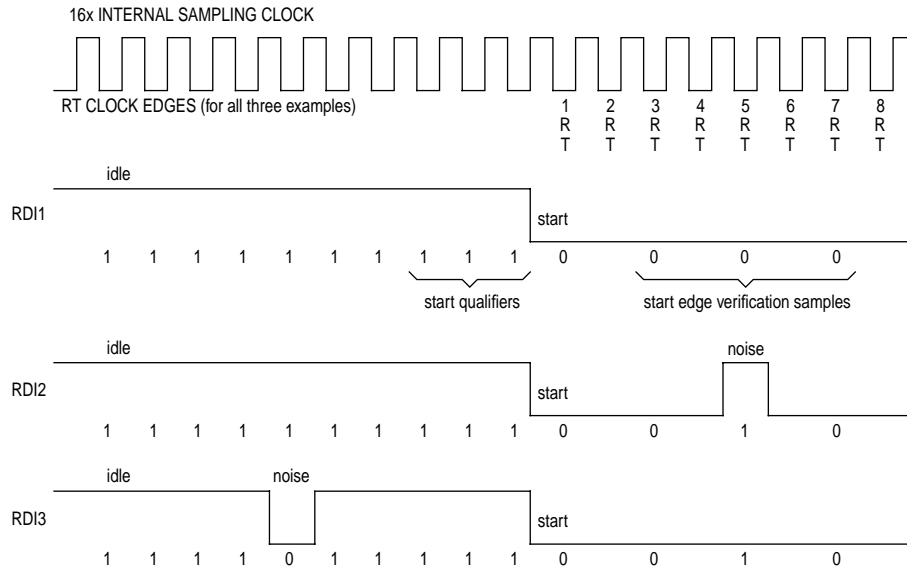 16x INTERNAL SAMPLING CLOCK
RT CLOCK EDGES (for all three examples)
1 2 3 4 5 6 7 8
R R R R R R R R
T T T T T T T T
idle
RDI1
start
1 1 1 1 1 1 1 1 1 1 0 0 0 0
start qualifiers start edge verification samples
idle noise
RDI2
start
1 1 1 1 1 1 1 1 1 1 0 0 1 0
idle noise
RDI3
start
1 1 1 1 0 1 1 1 1 1 0 0 1 0